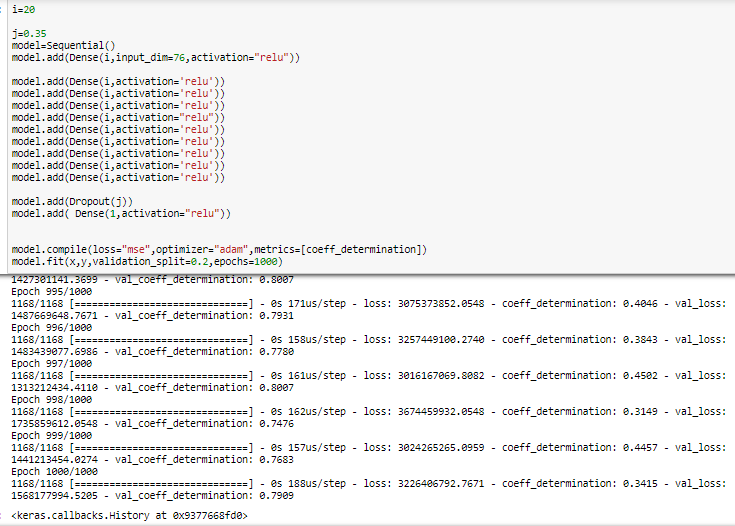 i=20
j=0.35
model=Sequential()
model.add(Dense(i,input_dim=76,activation="relu"))
model.add(Dense(i,activation='relu'))
model.add(Dense(i,activation='relu'))
model.add(Dense(i,activation='relu'))
model.add(Dense(i,activation="relu"))
model.add(Dense(i,activation='relu'))
model.add(Dense(i,activation='relu'))
model.add(Dense(i,activation='relu'))
model.add(Dense(i,activation='relu'))
model.add(Dense(i,activation='relu'))
model.add(Dropout(j))
model.add( Dense(1,activation="relu"))
model.compile(loss="mse",optimizer="adam",metrics=[coeff_determination])
model.fit(x,y,validation_split=0.2,epochs=1000)
1427301141.3699 - val_coeff_determination: 0.8007
Epoch 995/1000
1168/1168 [==============================] - 0s 171us/step - loss: 3075373852.0548 - coeff_determination: 0.4046 - val_loss:
1487669648.7671 - val_coeff_determination: 0.7931
Epoch 996/1000
1168/1168 [==============================] - 0s 158us/step - loss: 3257449100.2740 - coeff_determination: 0.3843 - val_loss:
1483439077.6986 - val_coeff_determination: 0.7780
Epoch 997/1000
1168/1168 [==============================] - 0s 161us/step - loss: 3016167069.8082 - coeff_determination: 0.4502 - val_loss:
1313212434.4110 - val_coeff_determination: 0.8007
Epoch 998/1000
1168/1168 [==============================] - 0s 162us/step - loss: 3674459932.0548 - coeff_determination: 0.3149 - val_loss:
1735859612.0548 - val_coeff_determination: 0.7476
Epoch 999/1000
1168/1168 [==============================] - 0s 157us/step - loss: 3024265265.0959 - coeff_determination: 0.4457 - val_loss:
1441213454.0274 - val_coeff_determination: 0.7683
Epoch 1000/1000
1168/1168 [==============================] - 0s 188us/step - loss: 3226406792.7671 - coeff_determination: 0.3415 - val_loss:
1568177994.5205 - val_coeff_determination: 0.7909
<keras.callbacks.History at 0x9377668fd0>